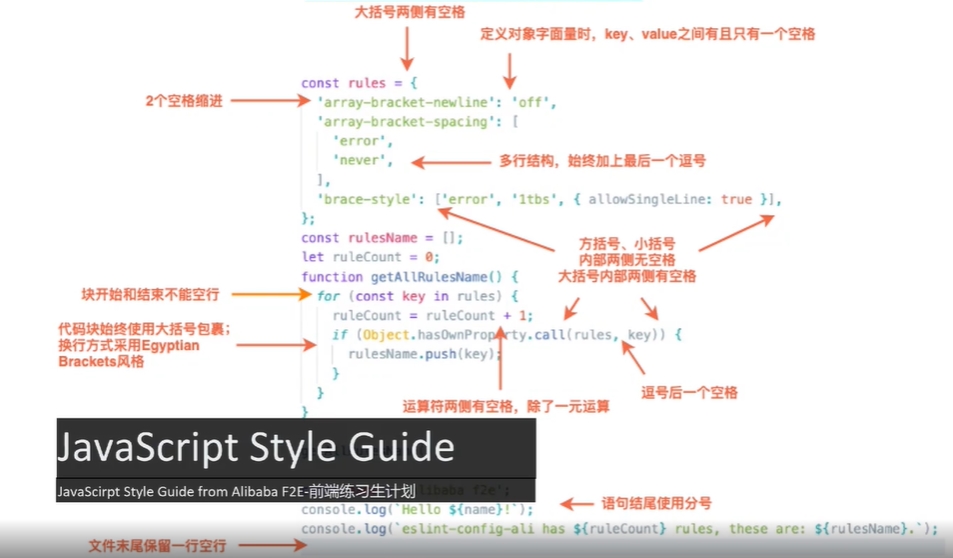 大括号两侧有空格
定义对象字面量时，key、value之间有且只有一个空格
const rules = {
2个空格缩进
'array-bracket-newline': 'off',
'array-bracket-spacing': [
'error',
'never',
多行结构，始终加上最后一个逗号
],
'brace-style': ['error', '1tbs', { allowSingleLine: true }],
};
const rulesName = [];
方括号、小括号
内部两侧无空格
大括号内部两侧有空格
let ruleCount = 0;
function getAllRulesName() {
块开始和结束不能空行
for (const key in rules) {
ruleCount = ruleCount + 1;
代码块始终使用大括号包裹；
换行方式采用Egyptian
Brackets风格
if (Object.hasOwnProperty.call(rules, key)) {
rulesName.push(key);
}
}
}
逗号后一个空格
运算符两侧有空格，除了一元运算
JavaScript Style Guide
JavaScirpt Style Guide from Alibaba F2E-前端练习生计划
alibaba f2e';
语句结尾使用分号
console.log(`Hello ${name}!`);
console.log(`eslint-config-ali has ${ruleCount} rules, these are: ${rulesName}.`);
文件末尾保留一行空行